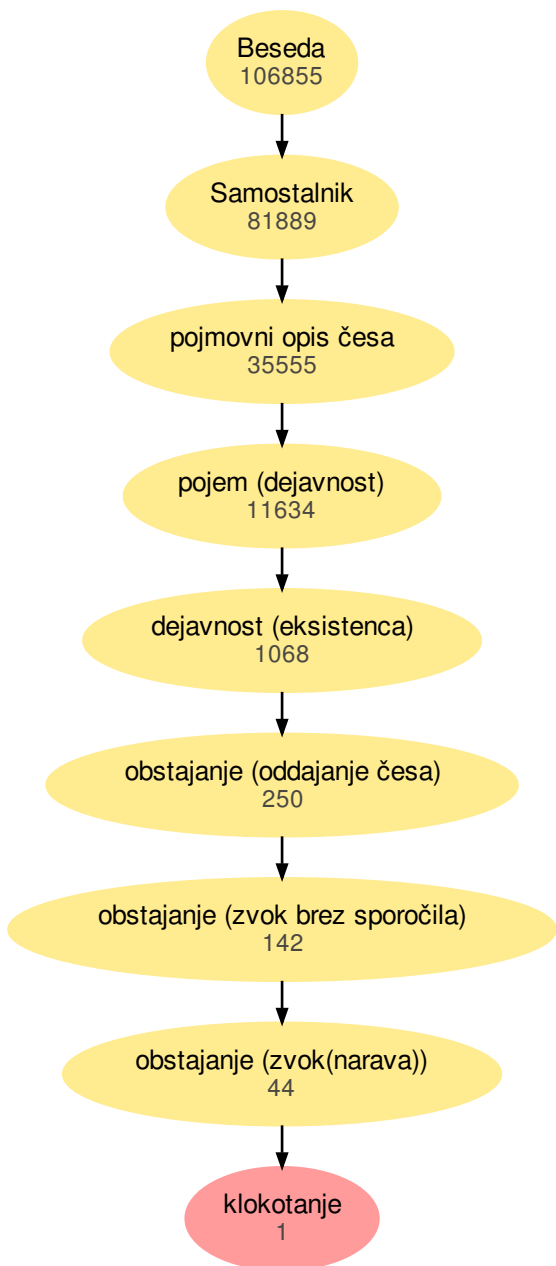 Beseda
106855
Samostalnik
81889
pojmovni opis česa
35555
pojem (dejavnost)
11634
dejavnost (eksistenca)
1068
obstajanje (oddajanje česa)
250
obstajanje (zvok brez sporočila)
142
obstajanje (zvok(narava))
44
klokotanje
1